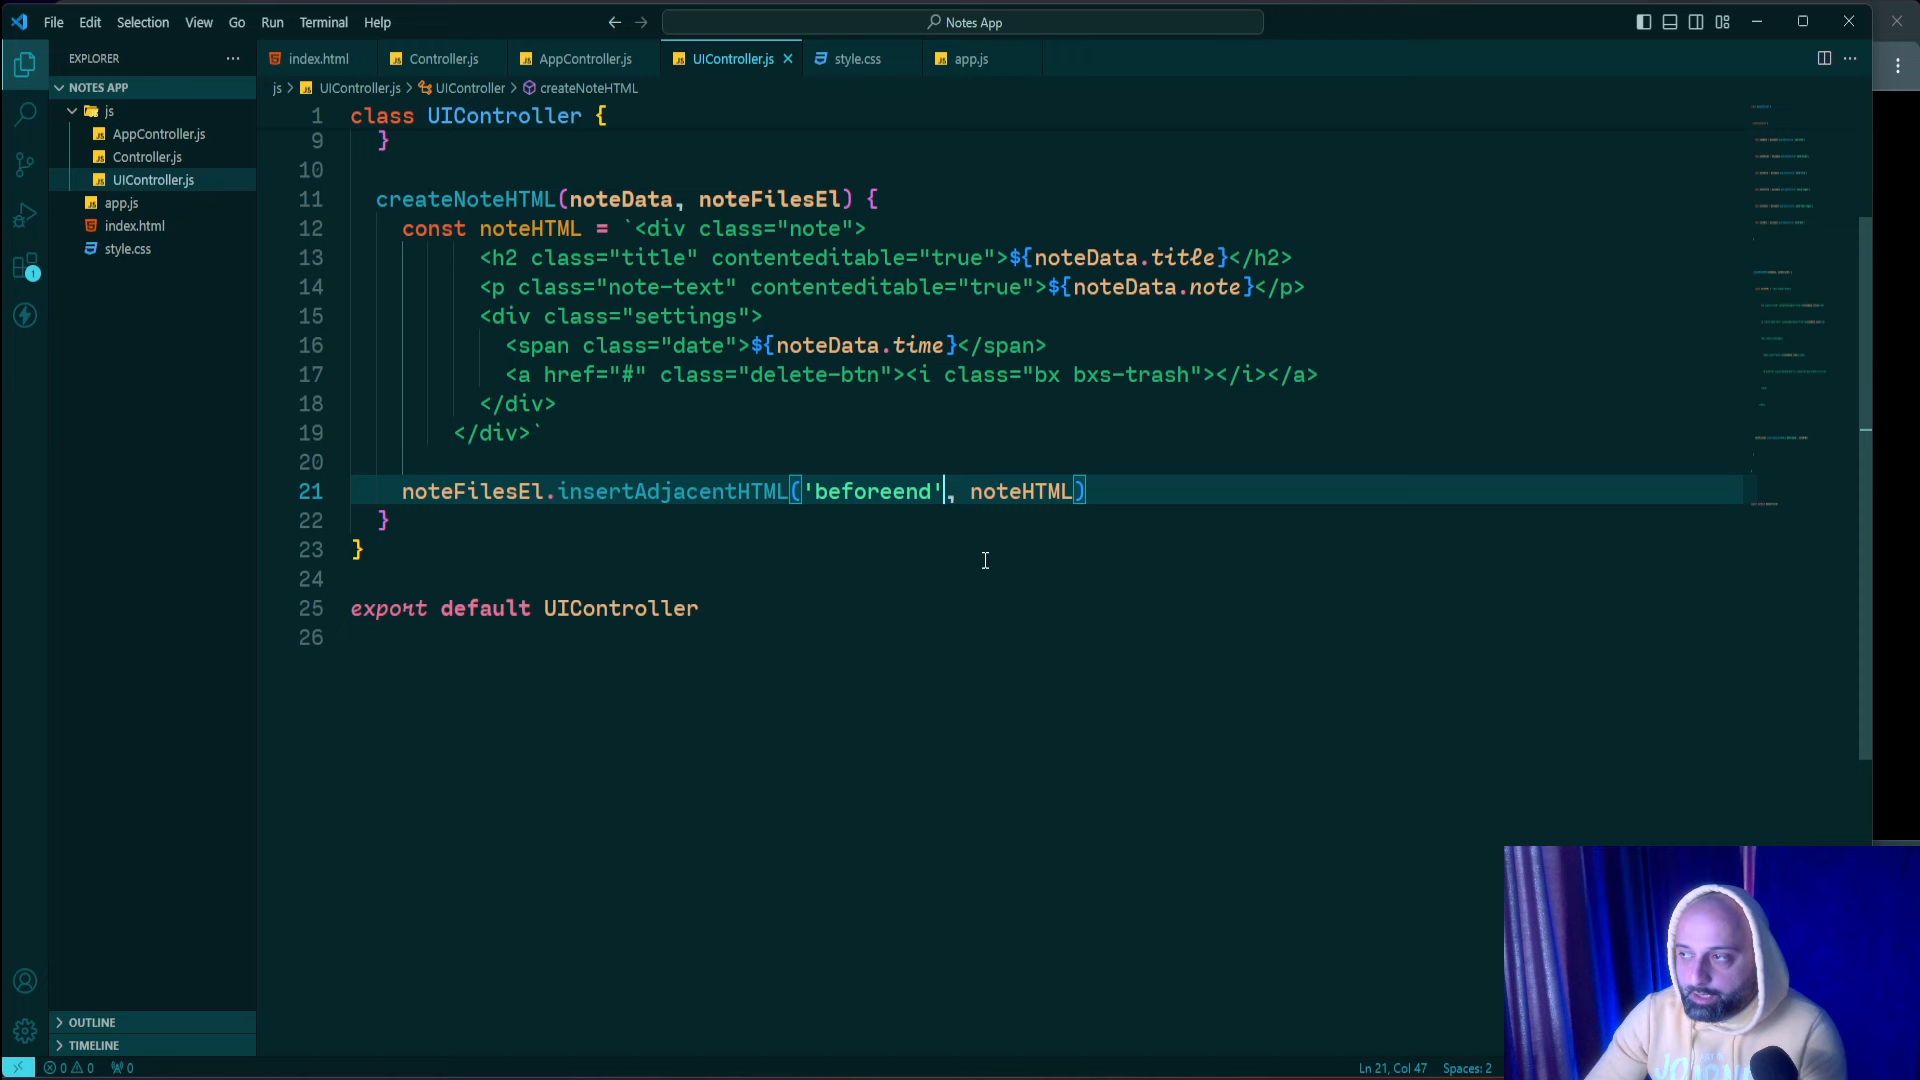 File Edit Selection View Go Run Terminal Help
Notes App
EXPLORER
index.html
Controller.js
AppController.js
UIController.js
style.css
app.js
NOTES APP
js
AppController.js
Controller.js
UIController.js
app.js
index.html
style.css
js > UIController.js > UIController > createNoteHTML
1 class UIController {
9 }
10
11 createNoteHTML(noteData, noteFilesEl) {
12 const noteHTML = `<div class="note">
13 <h2 class="title" contenteditable="true">${noteData.title}</h2>
14 <p class="note-text" contenteditable="true">${noteData.note}</p>
15 <div class="settings">
16 <span class="date">${noteData.time}</span>
17 <a href="#" class="delete-btn"><i class="bx bxs-trash"></i></a>
18 </div>
19 </div>`
20
21 noteFilesEl.insertAdjacentHTML('beforeend', noteHTML)
22 }
23 }
24
25 export default UIController
26
1
OUTLINE
TIMELINE
0 0 0
Ln 21, Col 47 Spaces: 2